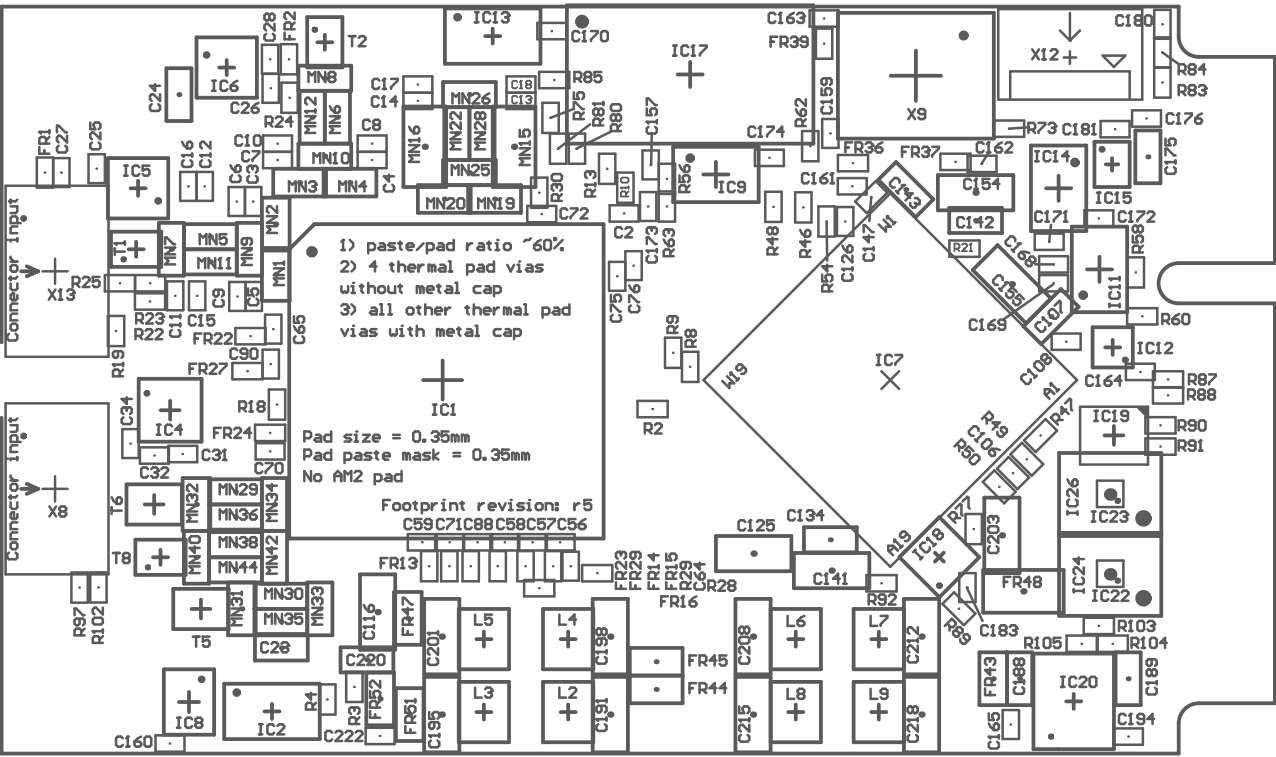 C28
FR2
T2
IC13
C170
IC17
C163
FR39
C180
X12
R84
R83
IC6
C24
C26
R24
MN8
MN12
MN6
C17
C14
MN26
C18
C13
R85
R75
R81
R80
C157
R62
C159
X9
C176
R73
C181
C175
FR1
C27
C25
C10
C7
C8
MN10
MN16
MN22
MN28
MN15
MN25
C174
FR36
FR37
C162
IC14
IC15
IC5
C16
C12
C6
C3
MN3
MN4
C4
MN20
MN19
R30
C72
R13
R10
C2
C173
R63
R56
IC9
C161
C143
C154
C142
C171
C172
R58
Connector input
X13
T1
MN7
MN5
MN11
MN9
MN2
MN1
1) paste/pad ratio ~60%
2) 4 thermal pad vias
without metal cap
3) all other thermal pad
vias with metal cap
C75
C76
R48
R46
R54
C126
C147
W1
R21
C168
C155
IC11
R25
R23
R22
C11
C15
C9
C5
C65
FR22
C90
FR27
R19
R9
R8
C169
C107
R60
C108
IC12
C164
R87
R88
W19
IC7
A1
IC1
R18
FR24
C70
C34
IC4
C32
C31
R2
R47
R49
C106
R50
IC19
R90
R91
Pad size = 0.35mm
Pad paste mask = 0.35mm
No AM2 pad
Footprint revision: r5
Connector input
X8
T6
MN32
MN29
MN36
MN34
T8
MN40
MN38
MN44
MN42
C59
C71
C88
C58
C57
C56
FR13
FR23
FR29
FR14
FR15
R29
C64
R28
FR16
C125
C134
C141
R92
A19
IC18
R77
C203
IC26
IC23
IC24
IC22
FR48
R89
C183
R103
R105
R104
R97
R102
T5
MN31
MN30
MN35
MN33
C28
C116
FR47
C201
L5
L4
C198
FR45
FR44
C208
L6
L7
C212
C220
FR52
FR51
C195
L3
L2
C191
C215
L8
L9
C218
IC8
IC2
R4
R3
C222
C160
FR43
C188
C165
IC20
C189
C194